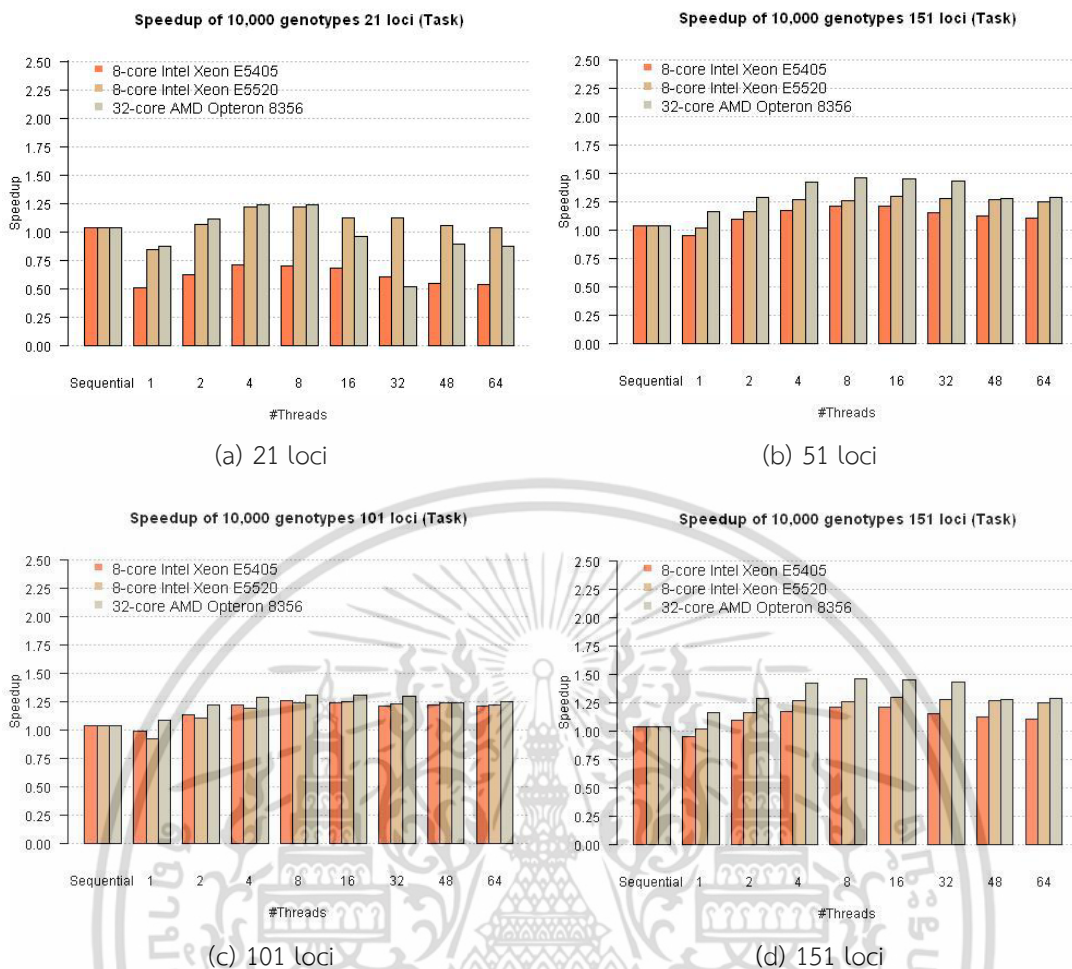 Speedup of 10,000 genotypes 21 loci (Task)
8-core Intel Xeon E5405
8-core Intel Xeon E5520
32-core AMD Opteron 8356
Speedup
2.50
2.25
2.00
1.75
1.50
1.25
1.00
0.75
0.50
0.25
0.00
Sequential 1 2 4 8 16 32 48 64
#Threads
(a) 21 loci
Speedup of 10,000 genotypes 151 loci (Task)
8-core Intel Xeon E5405
8-core Intel Xeon E5520
32-core AMD Opteron 8356
Speedup
2.50
2.25
2.00
1.75
1.50
1.25
1.00
0.75
0.50
0.25
0.00
Sequential 1 2 4 8 16 32 48 64
#Threads
(b) 51 loci
Speedup of 10,000 genotypes 101 loci (Task)
8-core Intel Xeon E5405
8-core Intel Xeon E5520
32-core AMD Opteron 8356
Speedup
2.50
2.25
2.00
1.75
1.50
1.25
1.00
0.75
0.50
0.25
0.00
Sequential 1 2 4 8 16 32 48 64
#Threads
(c) 101 loci
Speedup of 10,000 genotypes 151 loci (Task)
8-core Intel Xeon E5405
8-core Intel Xeon E5520
32-core AMD Opteron 8356
Speedup
2.50
2.25
2.00
1.75
1.50
1.25
1.00
0.75
0.50
0.25
0.00
Sequential 1 2 4 8 16 32 48 64
#Threads
(d) 151 loci